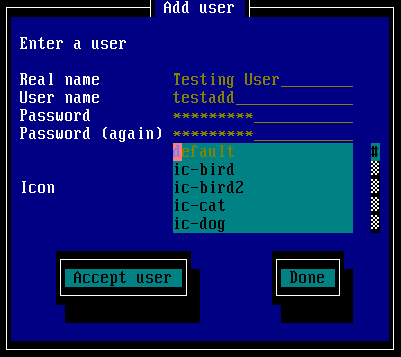 Add user
Enter a user
Real name Testing User
User name testadd
Password *********
Password (again) *********
default #
ic-bird
ic-bird2
Icon
ic-cat
ic-dog
Accept user Done